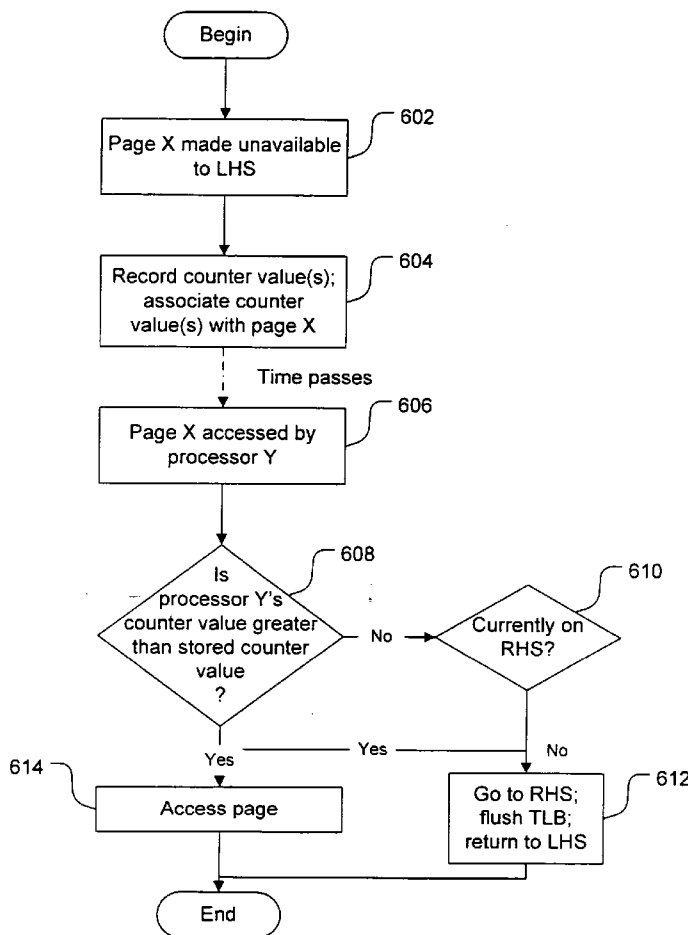 Begin
602
Page X made unavailable
to LHS
604
Record counter value(s);
associate counter
value(s) with page X
Time passes
606
Page X accessed by
processor Y
608
Is
processor Y's
counter value greater
than stored counter
value
?
No
610
Currently on
RHS?
Yes
Yes
No
614
Access page
612
Go to RHS;
flush TLB;
return to LHS
End